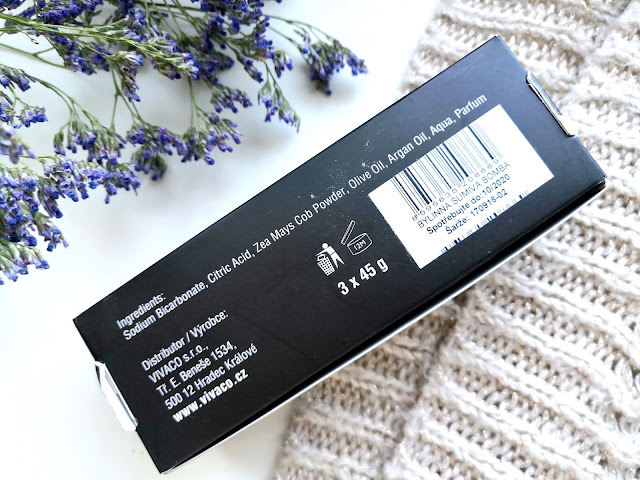 Ingredients:
Sodium Bicarbonate, Citric Acid, Zea Mays Cob Powder, Olive Oil, Argan Oil, Aqua, Parfum
Distributor / Výrobce:
VIVACO s.r.o.,
Tř. E. Beneše 1534,
500 12 Hradec Králové
www.vivaco.cz
12M
3 x 45 g
BYLINNÁ ŠUMIVÁ BOMBA
Spotřebujte do:10/2020
Šarže: 170918-02